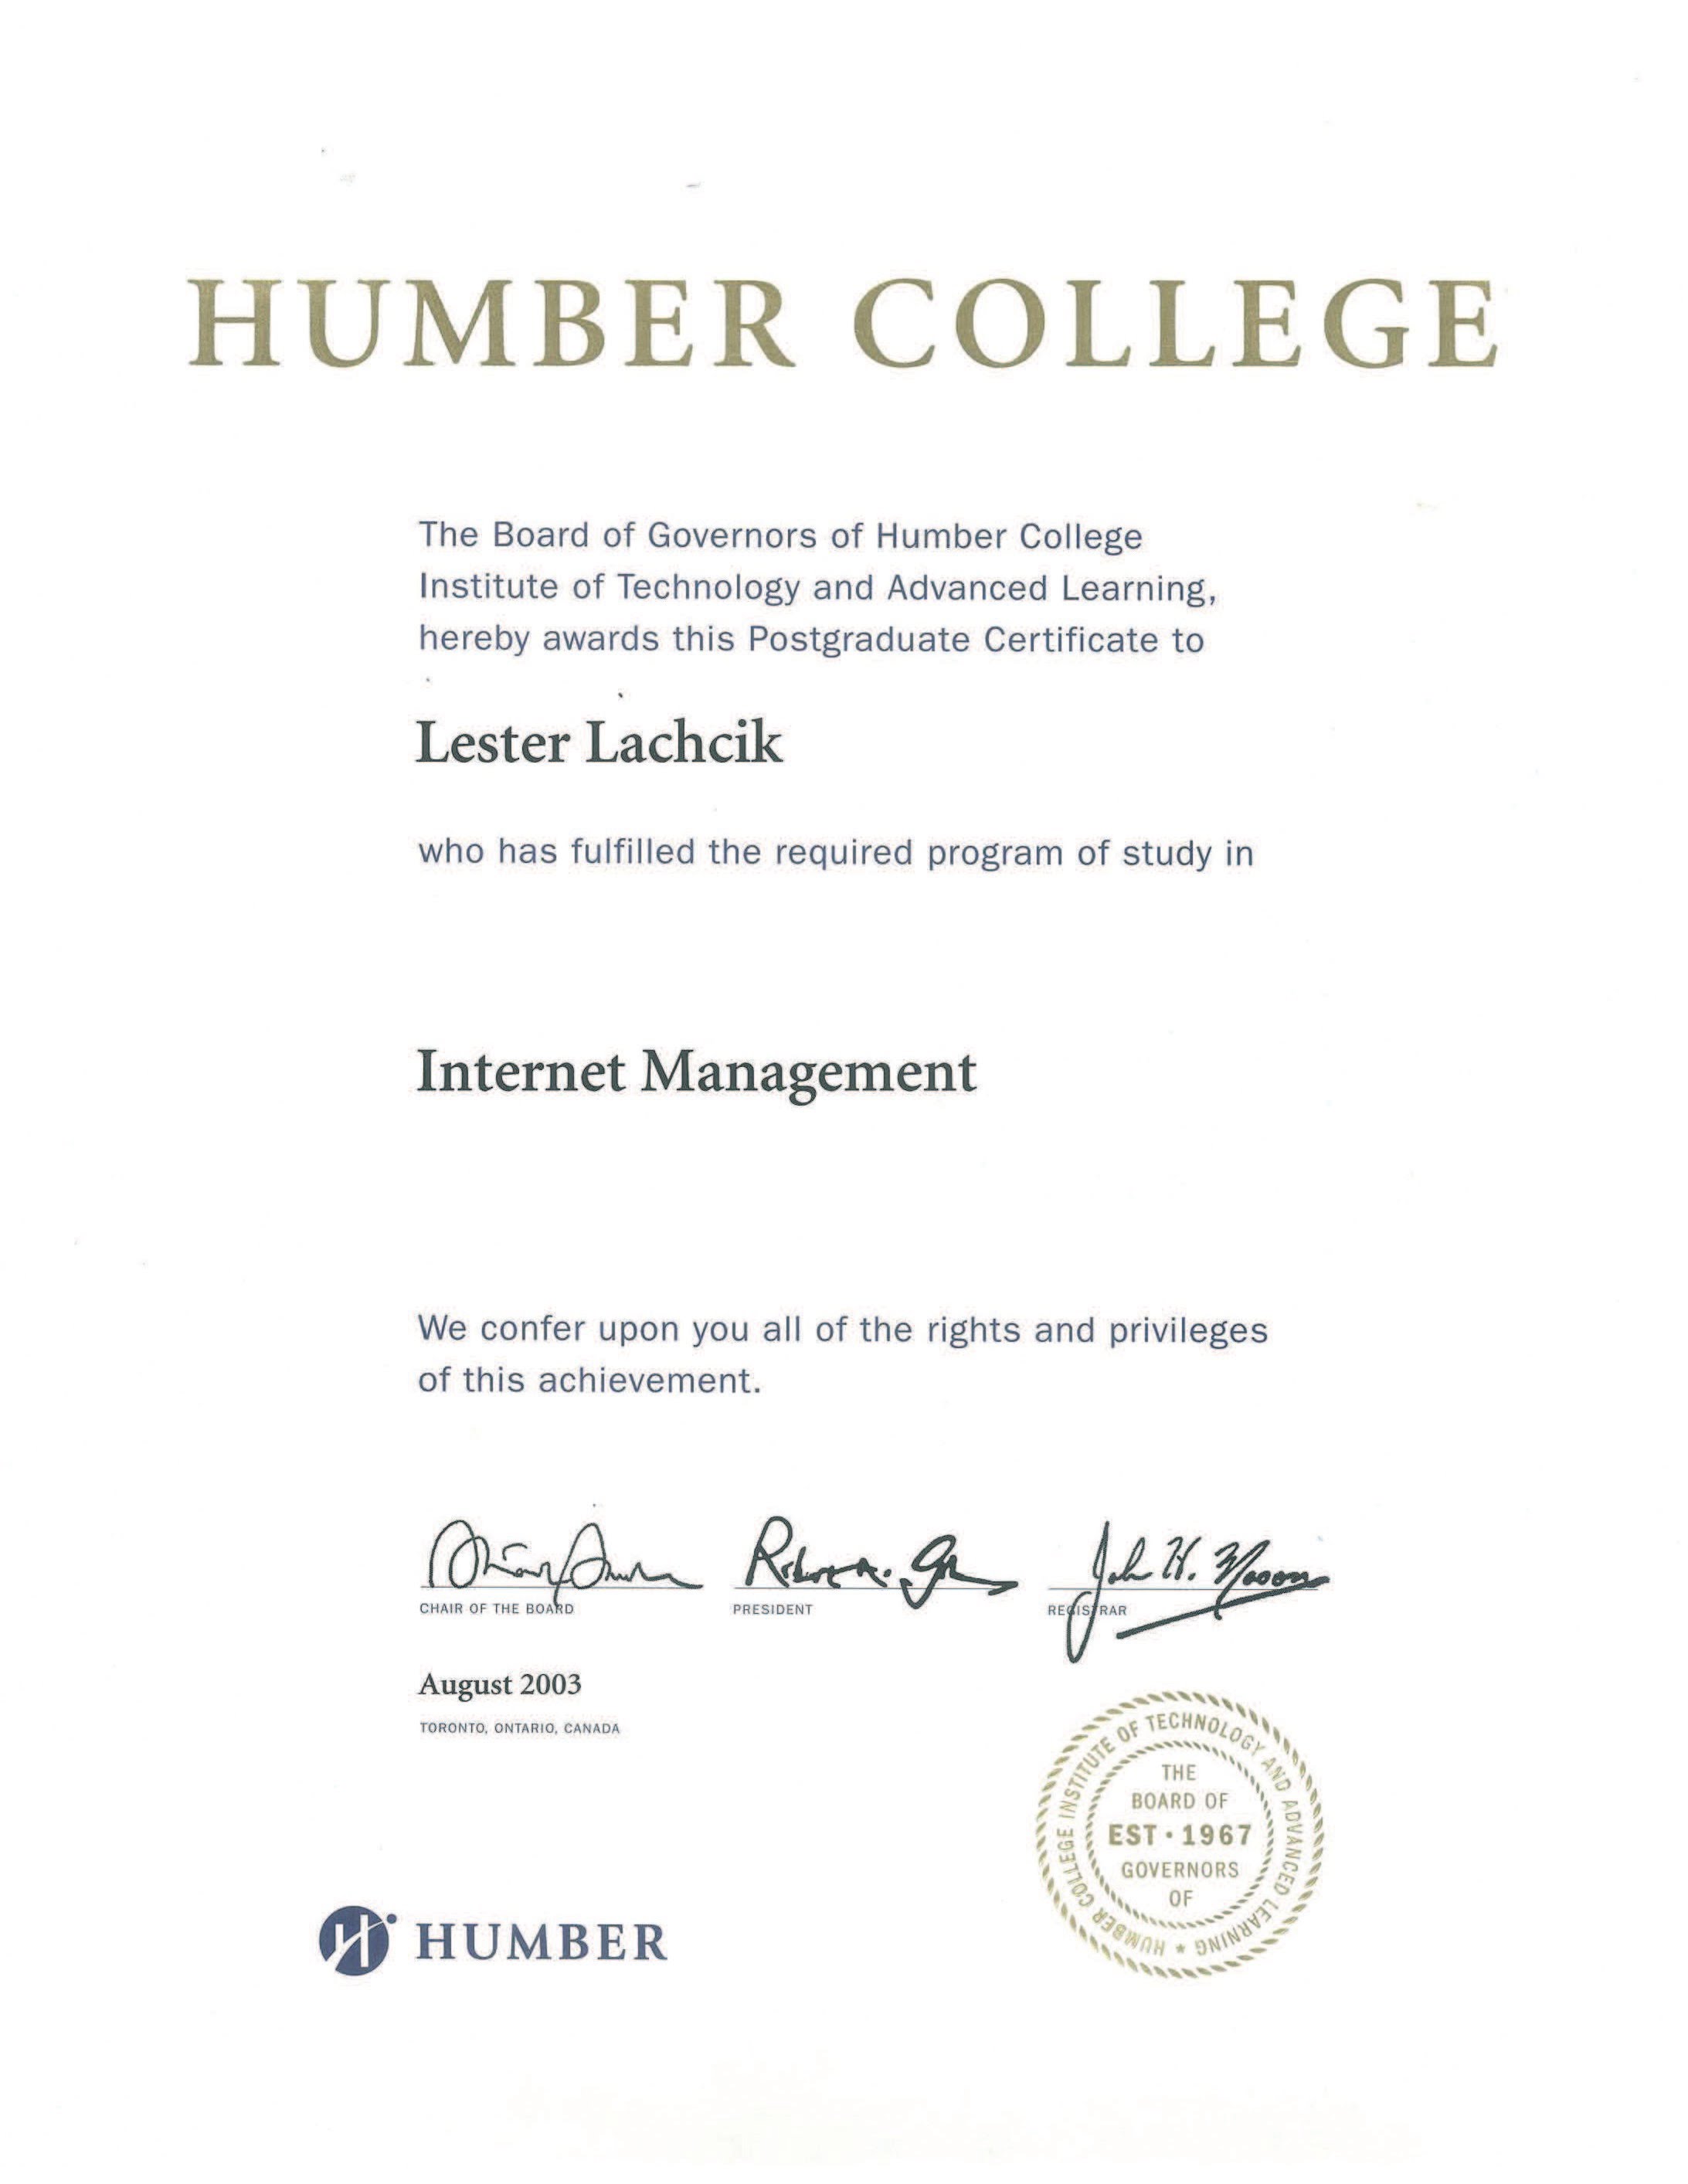 HUMBER COLLEGE
The Board of Governors of Humber College
Institute of Technology and Advanced Learning,
hereby awards this Postgraduate Certificate to
Lester Lachcik
who has fulfilled the required program of study in
Internet Management
We confer upon you all of the rights and privileges
of this achievement.
John H. Mason
CHAIR OF THE BOARD PRESIDENT REGISTRAR
August 2003
TORONTO, ONTARIO, CANADA
HUMBER COLLEGE INSTITUTE OF TECHNOLOGY AND ADVANCED LEARNING ★
THE
BOARD OF
EST • 1967
GOVERNORS
OF
H HUMBER